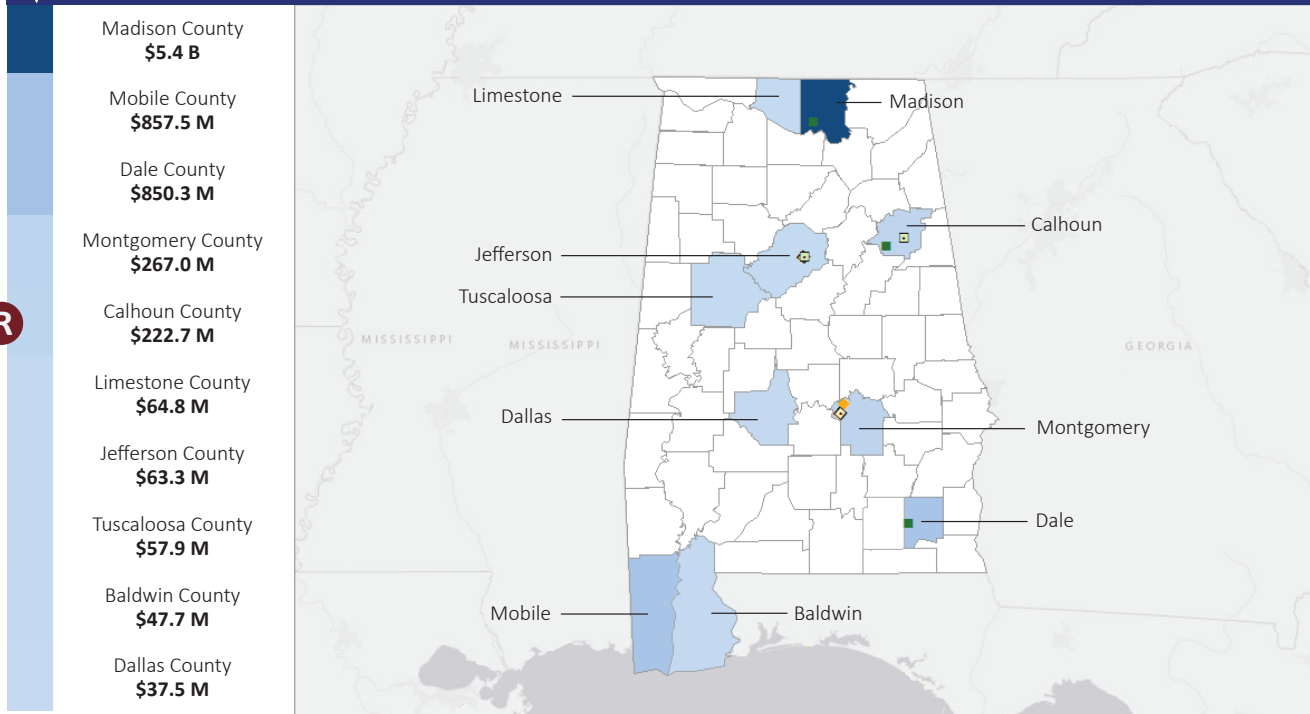 Madison County
$5.4 B
Mobile County
$857.5 M
Dale County
$850.3 M
Montgomery County
$267.0 M
R
Calhoun County
$222.7 M
Limestone County
$64.8 M
Jefferson County
$63.3 M
Tuscaloosa County
$57.9 M
Baldwin County
$47.7 M
Dallas County
$37.5 M
Limestone
Madison
Calhoun
Jefferson
Tuscaloosa
MISSISSIPPI
MISSISSIPPI
GEORGIA
Dallas
Montgomery
Dale
Mobile
Baldwin